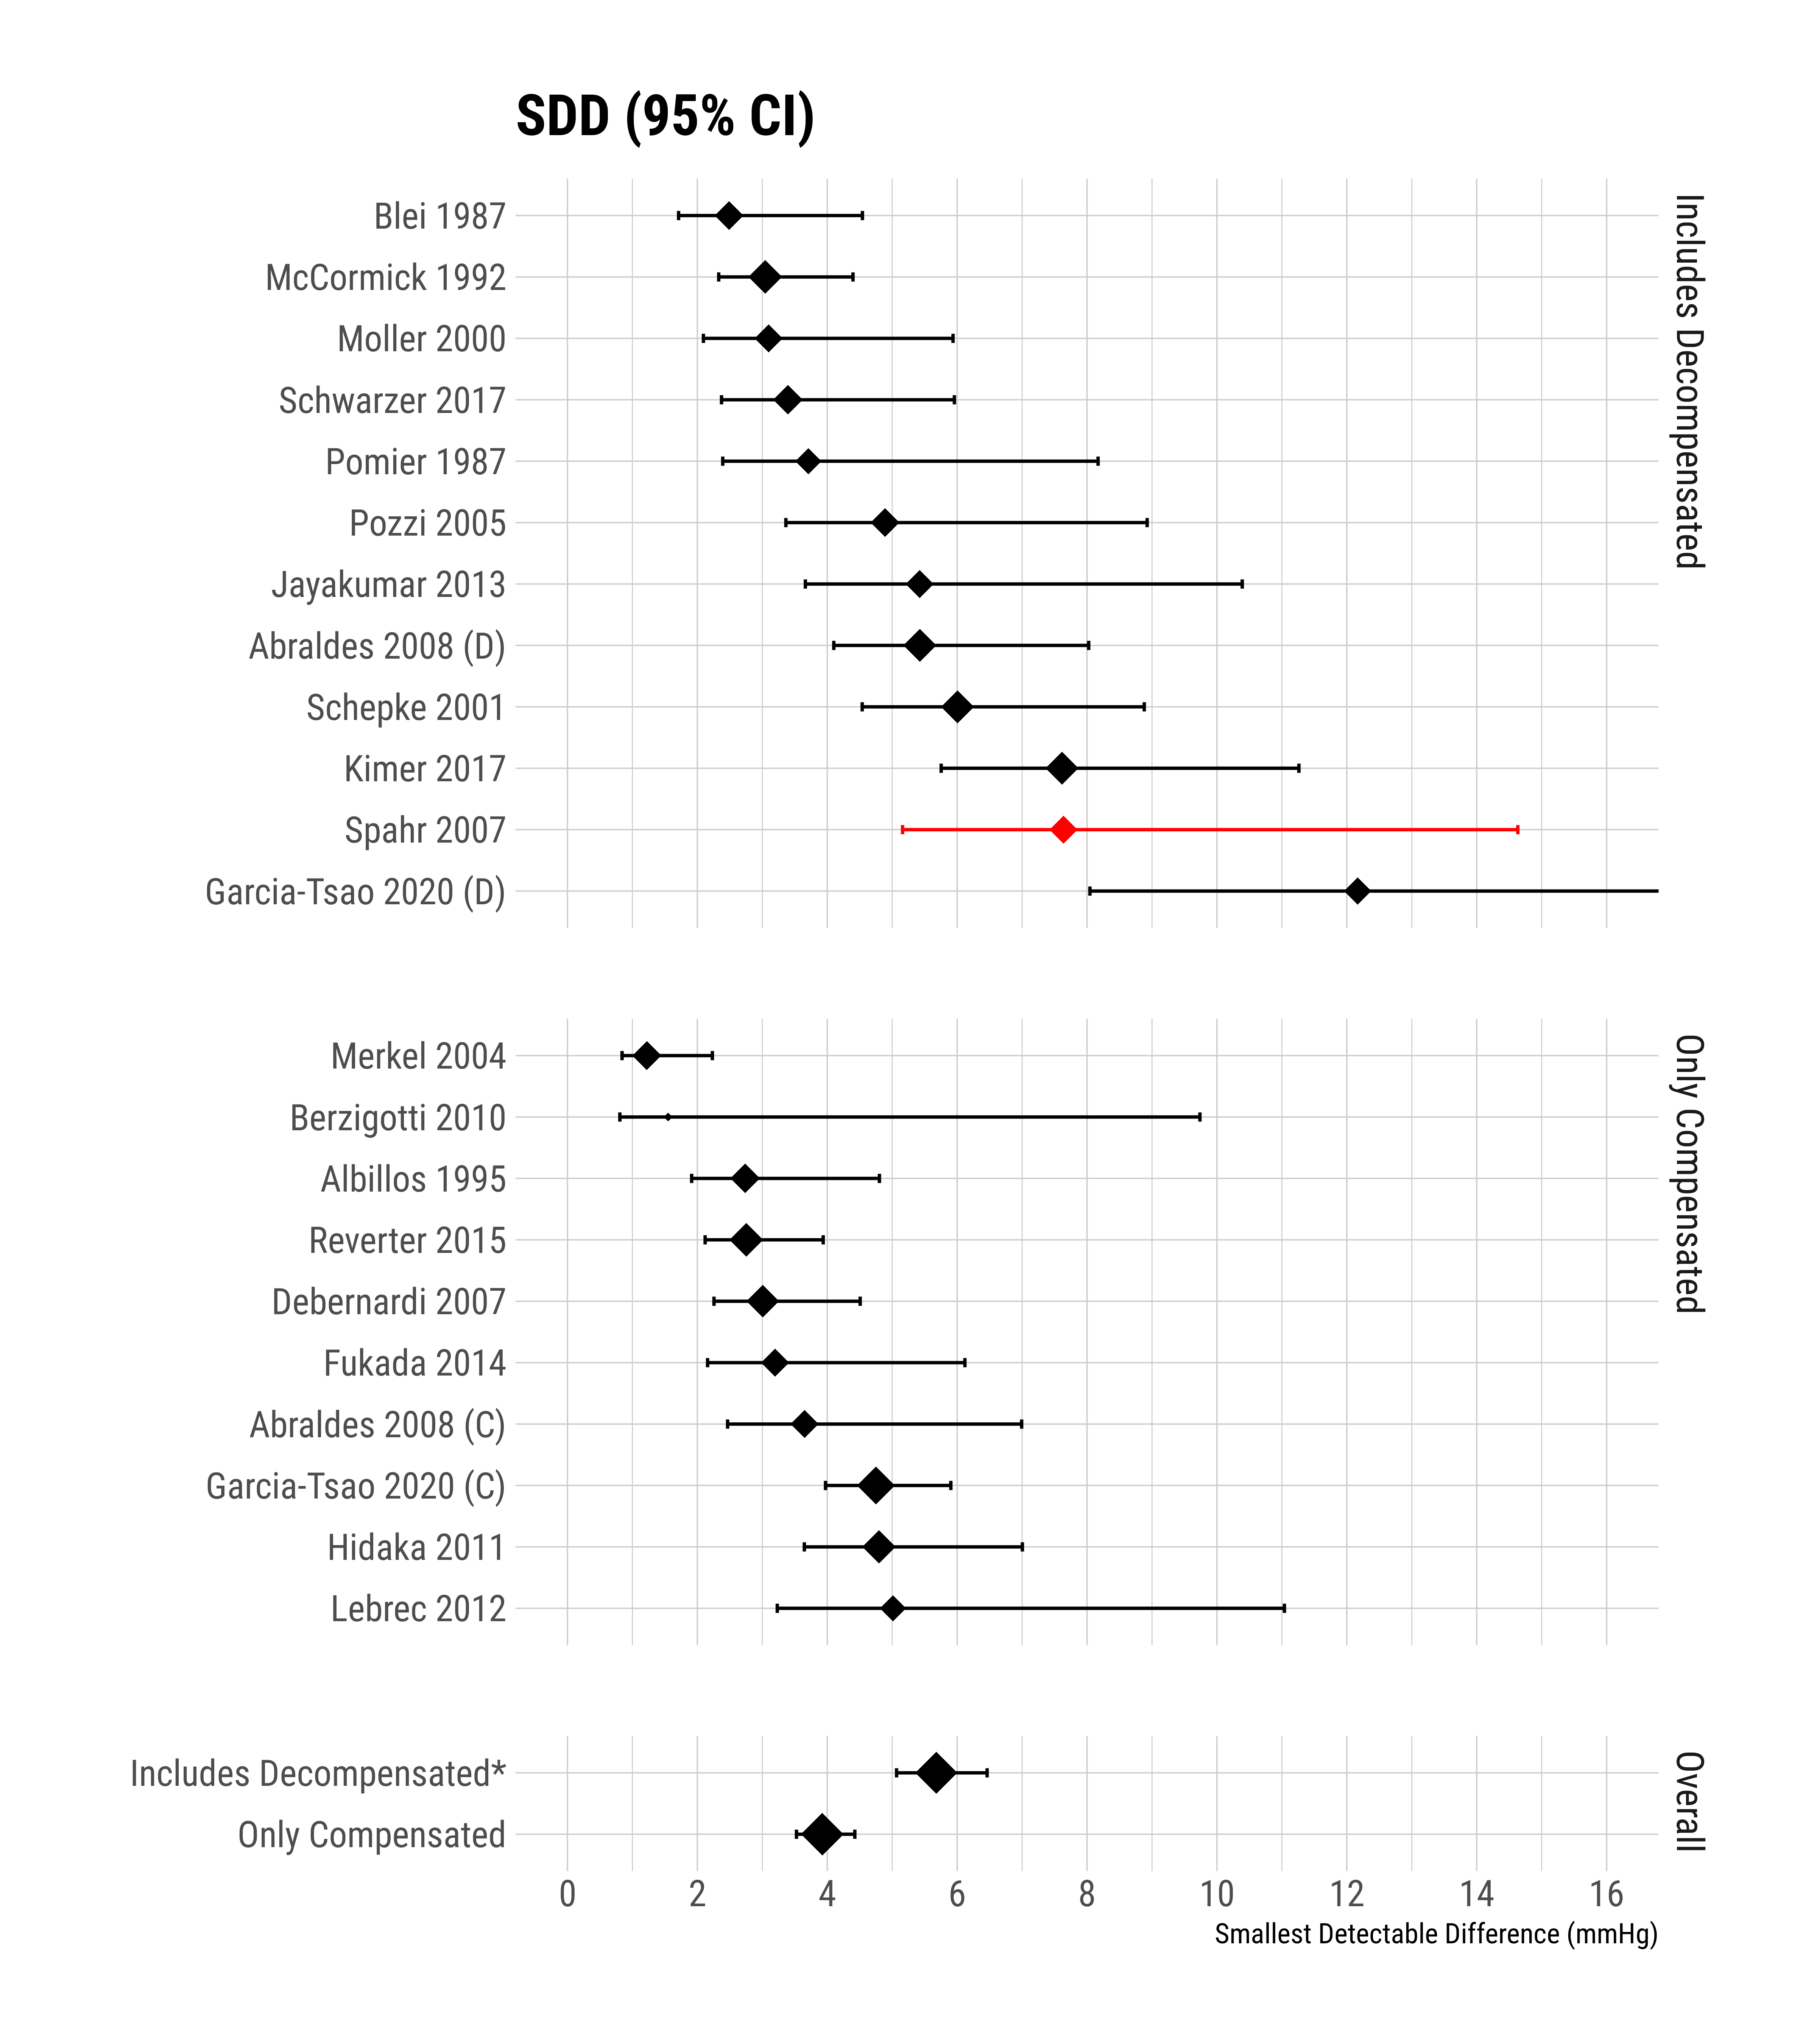 SDD (95% CI)
Includes Decompensated
Blei 1987
McCormick 1992
Moller 2000
Schwarzer 2017
Pomier 1987
Pozzi 2005
Jayakumar 2013
Abraldes 2008 (D)
Schepke 2001
Kimer 2017
Spahr 2007
Garcia-Tsao 2020 (D)
Only Compensated
Merkel 2004
Berzigotti 2010
Albillos 1995
Reverter 2015
Debernardi 2007
Fukada 2014
Abraldes 2008 (C)
Garcia-Tsao 2020 (C)
Hidaka 2011
Lebrec 2012
Overall
Includes Decompensated*
Only Compensated
0 2 4 6 8 10 12 14 16
Smallest Detectable Difference (mmHg)